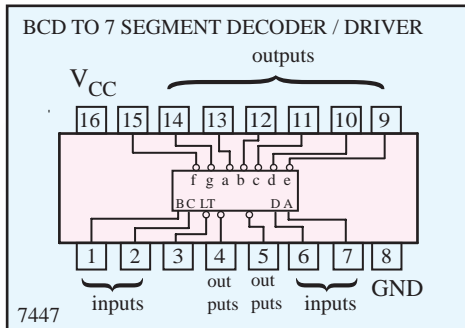 BCD TO 7 SEGMENT DECODER / DRIVER
outputs
VCC
16 15 14 13 12 11 10 9
f g a b c d e
B C LT D A
1 2 3 4 5 6 7 8
inputs out puts out puts inputs GND
7447